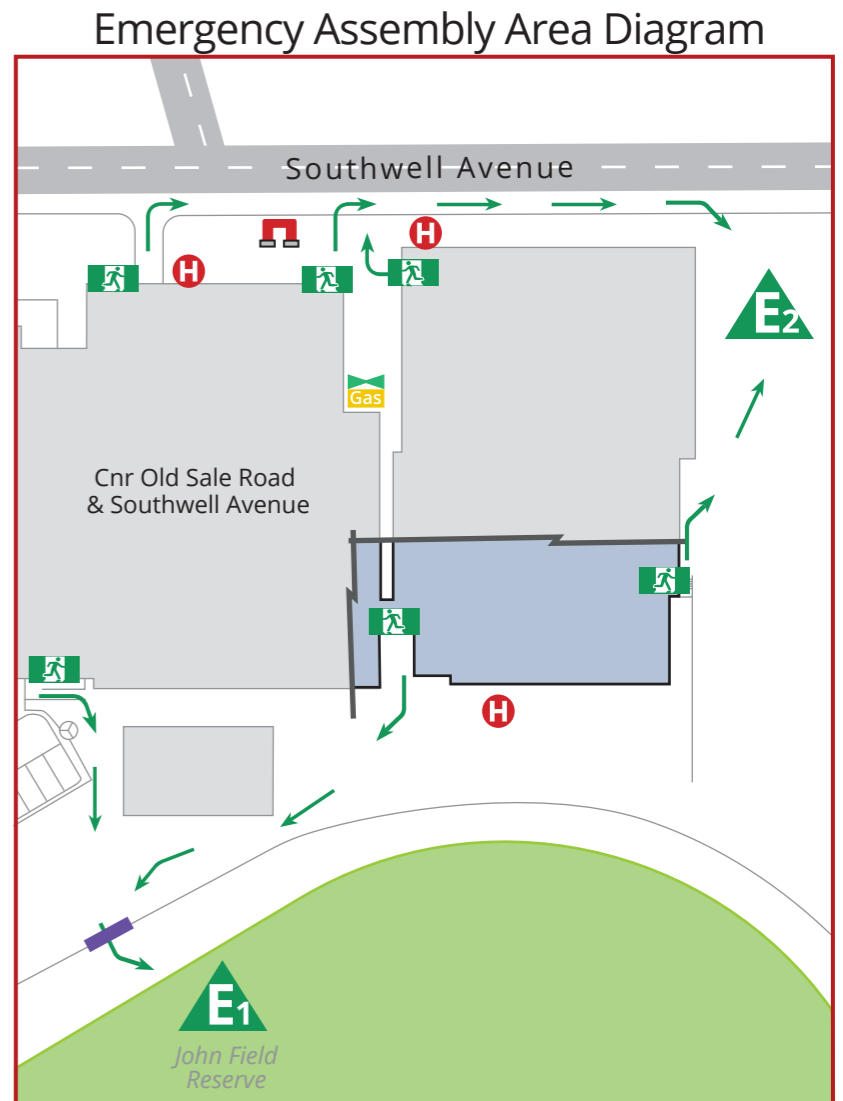 Emergency Assembly Area Diagram
Southwell Avenue
H
H
E2
Gas
Cnr Old Sale Road
& Southwell Avenue
H
E1
John Field
Reserve